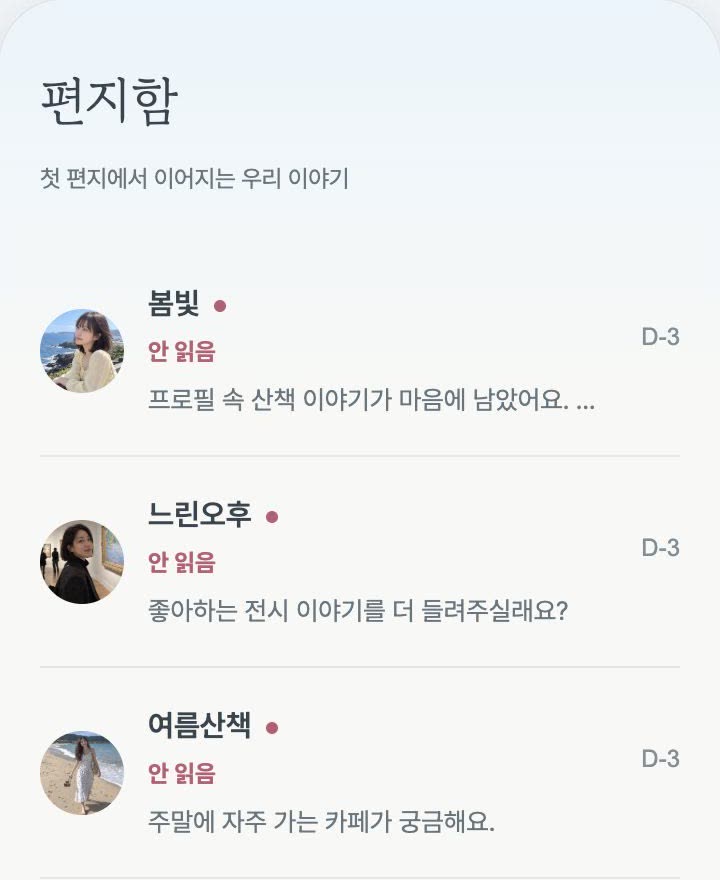 편지함
첫 편지에서 이어지는 우리 이야기
봄빛
안 읽음
D-3
프로필 속 산책 이야기가 마음에 남았어요. ...
느린오후
안 읽음
D-3
좋아하는 전시 이야기를 더 들려주실래요?
여름산책
안 읽음
D-3
주말에 자주 가는 카페가 궁금해요.